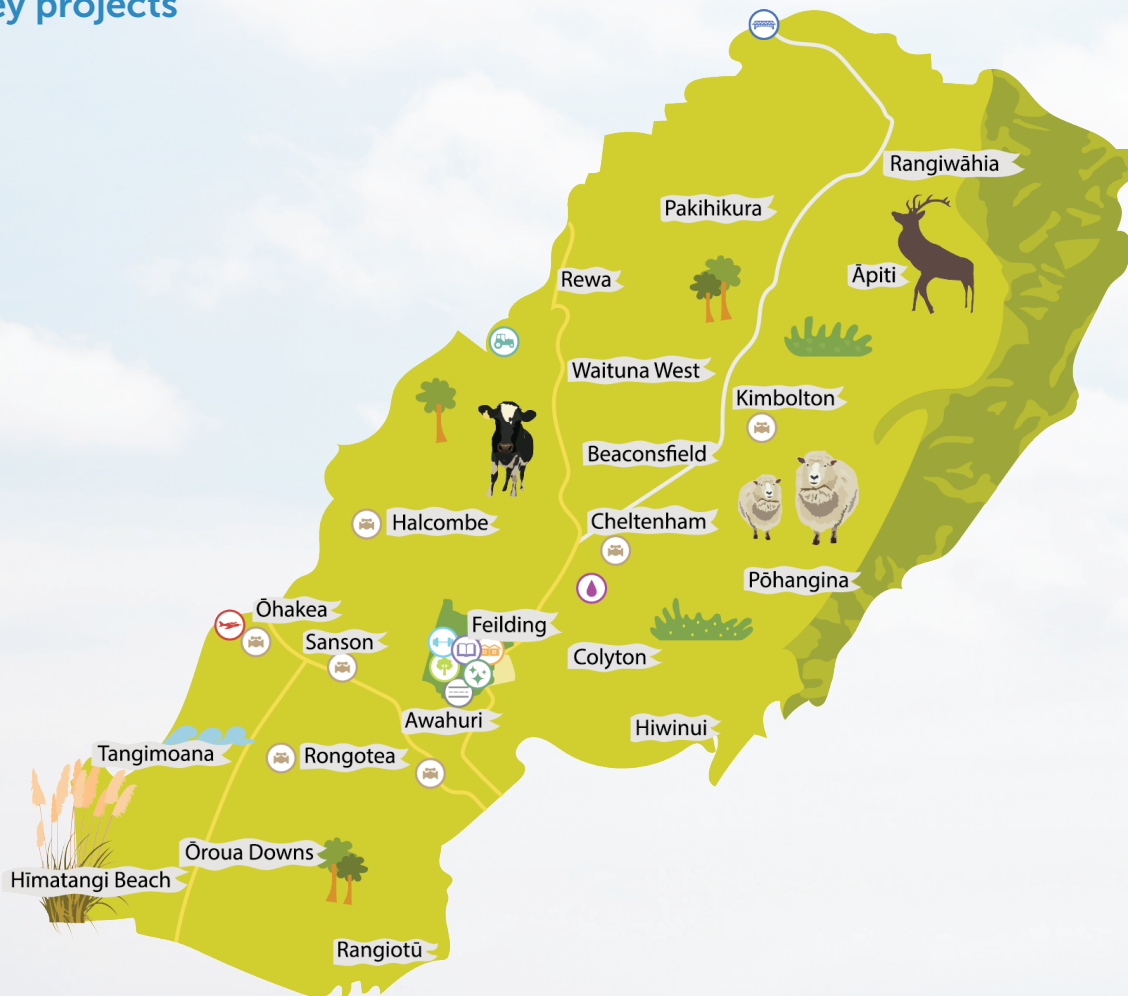 ey projects
Rangiwāhia
Pakihikura
Āpiti
Rewa
Waituna West
Kimbolton
Beaconsfield
Cheltenham
Halcombe
Pōhangina
Ōhakea
Feilding
Sanson
Colyton
Awahuri
Hiwinui
Tangimoana
Rongotea
Ōroua Downs
Hīmatangi Beach
Rangiotū